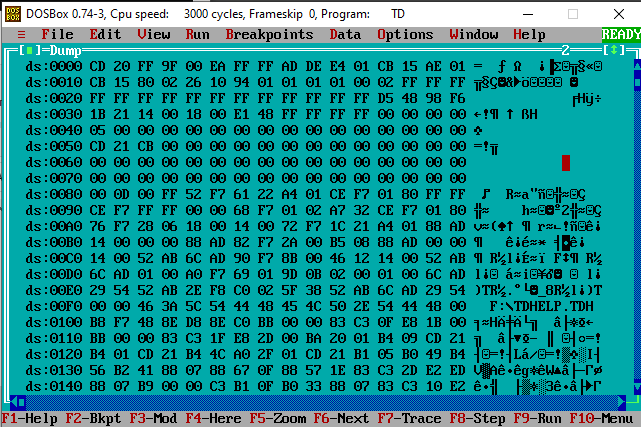 DOSBox 0.74-3, Cpu speed: 3000 cycles, Frameskip 0, Program: TD
≡ File Edit View Run Breakpoints Data Options Window Help READY
[■]=Dump 2 [↕]
ds:0000 CD 20 FF 9F 00 EA FF FF AD DE E4 01 CB 15 AE 01
ds:0010 CB 15 80 02 26 10 94 01 01 01 01 00 02 FF FF FF
ds:0020 FF FF FF FF FF FF FF FF FF FF FF FF D5 48 98 F6
ds:0030 1B 21 14 00 18 00 E1 48 FF FF FF FF 00 00 00 00
ds:0040 05 00 00 00 00 00 00 00 00 00 00 00 00 00 00 00
ds:0050 CD 21 CB 00 00 00 00 00 00 00 00 00 00 00 00 00
ds:0060 00 00 00 00 00 00 00 00 00 00 00 00 00 00 00 00
ds:0070 00 00 00 00 00 00 00 00 00 00 00 00 00 00 00 00
ds:0080 00 0D 00 FF 52 F7 61 22 A4 01 CE F7 01 80 FF FF
ds:0090 CE F7 FF FF 00 00 68 F7 01 02 A7 32 CE F7 01 80
ds:00A0 76 F7 28 06 18 00 14 00 72 F7 1C 21 A4 01 88 AD
ds:00B0 14 00 00 00 88 AD 82 F7 2A 00 B5 08 88 AD 00 00
ds:00C0 14 00 52 AB 6C AD 90 F7 8B 00 46 12 14 00 52 AB
ds:00D0 6C AD 01 00 A0 F7 69 01 9D 0B 02 00 01 00 6C AD
ds:00E0 29 54 52 AB 2E F8 C0 02 5F 38 52 AB 6C AD 29 54
ds:00F0 00 00 46 3A 5C 54 44 48 45 4C 50 2E 54 44 48 00 F:\TDHELP.TDH
ds:0100 B8 F7 48 8E D8 8E C0 BB 00 00 83 C3 0F E8 1B 00
ds:0110 BB 00 00 83 C3 1F E8 2D 00 BA 20 01 B4 09 CD 21
ds:0120 B4 01 CD 21 B4 4C A0 2F 01 CD 21 B1 05 B0 49 B4
ds:0130 56 B2 41 88 07 88 67 0F 88 57 1E 83 C3 2D E2 ED
ds:0140 88 07 B9 00 00 C3 B1 0F B0 33 88 07 83 C3 10 E2
F1-Help F2-Bkpt F3-Mod F4-Here F5-Zoom F6-Next F7-Trace F8-Step F9-Run F10-Menu